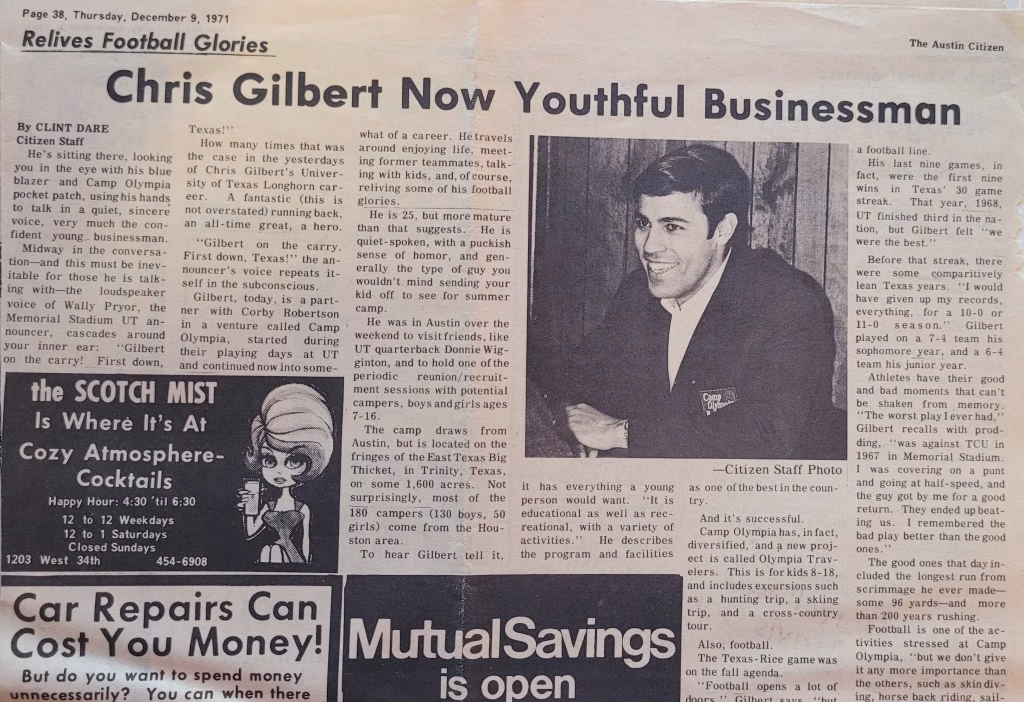 Page 38, Thursday, December 9, 1971
The Austin Citizen
Relives Football Glories
Chris Gilbert Now Youthful Businessman
By CLINT DARE
Citizen Staff
He's sitting there, looking
you in the eye with his blue
blazer and Camp Olympia
pocket patch, using his hands
to talk in a quiet, sincere
voice, very much the con-
fident young businessman.
Midway in the conversa-
tion—and this must be inev-
itable for those he is talk-
ing with—the loudspeaker
voice of Wally Pryor, the
Memorial Stadium UT an-
nouncer, cascades around
your inner ear: "Gilbert
on the carry! First down,
Texas!"
How many times that was
the case in the yesterdays
of Chris Gilbert's Univer-
sity of Texas Longhorn car-
eer. A fantastic (this is
not overstated) running back,
an all-time great, a hero.
"Gilbert on the carry.
First down, Texas!" the an-
nouncer's voice repeats it-
self in the subconscious.
Gilbert, today, is a part-
ner with Corby Robertson
in a venture called Camp
Olympia, started during
their playing days at UT
and continued now into some-
what of a career. He travels
around enjoying life, meet-
ing former teammates, talk-
ing with kids, and, of course,
reliving some of his football
glories.
He is 25, but more mature
than that suggests. He is
quiet-spoken, with a puckish
sense of homor, and gen-
erally the type of guy you
wouldn't mind sending your
kid off to see for summer
camp.
He was in Austin over the
weekend to visit friends, like
UT quarterback Donnie Wig-
ginton, and to hold one of the
periodic reunion/recruit-
ment sessions with potential
campers, boys and girls ages
7-16.
The camp draws from
Austin, but is located on the
fringes of the East Texas Big
Thicket, in Trinity, Texas,
on some 1,600 acres. Not
surprisingly, most of the
180 campers (130 boys, 50
girls) come from the Hou-
ston area.
To hear Gilbert tell it,
Camp
Olympia
—Citizen Staff Photo
it has everything a young
person would want. "It is
educational as well as rec-
reational, with a variety of
activities." He describes
the program and facilities
as one of the best in the coun-
try.
And it's successful.
Camp Olympia has, in fact,
diversified, and a new proj-
ect is called Olympia Trav-
elers. This is for kids 8-18,
and includes excursions such
as a hunting trip, a skiing
trip, and a cross-country
tour.
Also, football.
The Texas-Rice game was
on the fall agenda.
"Football opens a lot of
doors," Gilbert says, "but
a football line.
His last nine games, in
fact, were the first nine
wins in Texas' 30 game
streak. That year, 1968,
UT finished third in the na-
tion, but Gilbert felt "we
were the best."
Before that streak, there
were some comparitively
lean Texas years. "I would
have given up my records,
everything, for a 10-0 or
11-0 season." Gilbert
played on a 7-4 team his
sophomore year, and a 6-4
team his junior year.
Athletes have their good
and bad moments that can't
be shaken from memory.
"The worst play I ever had,"
Gilbert recalls with prod-
ding, "was against TCU in
1967 in Memorial Stadium.
I was covering on a punt
and going at half-speed, and
the guy got by me for a good
return. They ended up beat-
ing us. I remembered the
bad play better than the good
ones."
The good ones that day in-
cluded the longest run from
scrimmage he ever made—
some 96 yards—and more
than 200 years rushing.
Football is one of the ac-
tivities stressed at Camp
Olympia, "but we don't give
it any more importance than
the others, such as skin div-
ing, horse back riding, sail-
the SCOTCH MIST
Is Where It's At
Cozy Atmosphere-
Cocktails
Happy Hour: 4:30 'til 6:30
12 to 12 Weekdays
12 to 1 Saturdays
Closed Sundays
1203 West 34th 454-6908
Car Repairs Can
Cost You Money!
But do you want to spend money
unnecessarily? You can when there
Mutual Savings
is open